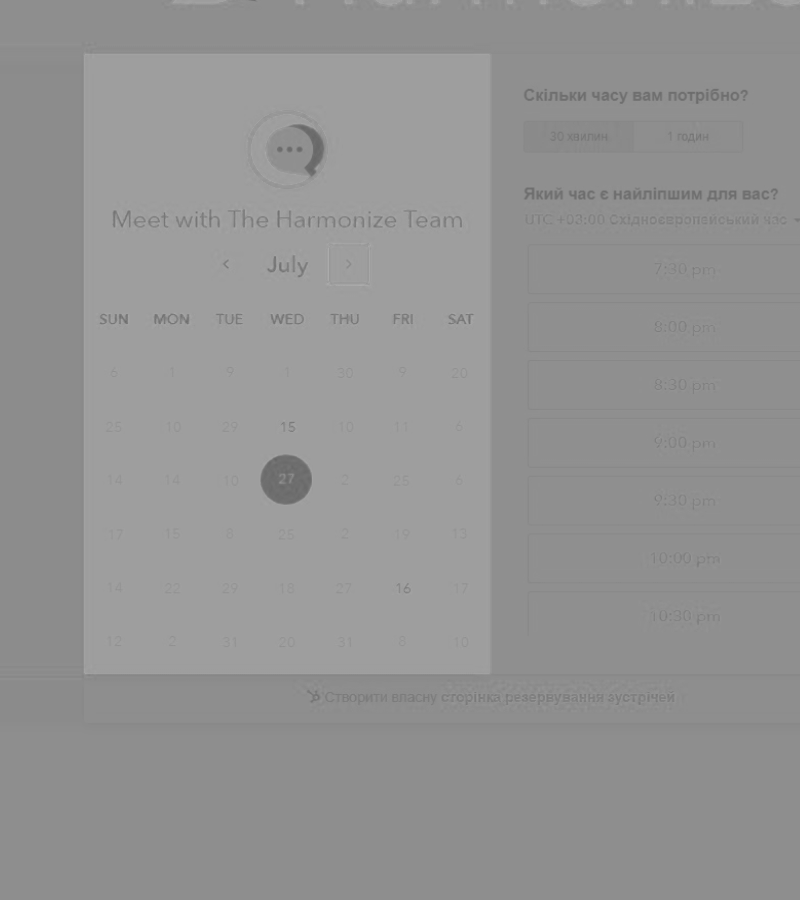 Meet with The Harmonize Team
July
SUN MON TUE WED THU FRI SAT
6 1 9 1 30 9 20
25 10 29 15 10 11 6
14 14 10 27 2 25 6
17 15 8 25 2 19 13
14 22 29 18 27 16 17
12 2 31 20 31 8 10
Скільки часу вам потрібно?
30 хвилин 1 годин
Який час є найліпшим для вас?
UTC +03:00 Східноєвропейський час
7:30 pm
8:00 pm
8:30 pm
9:00 pm
9:30 pm
10:00 pm
10:30 pm
Створити власну сторінка резервування зустрічей